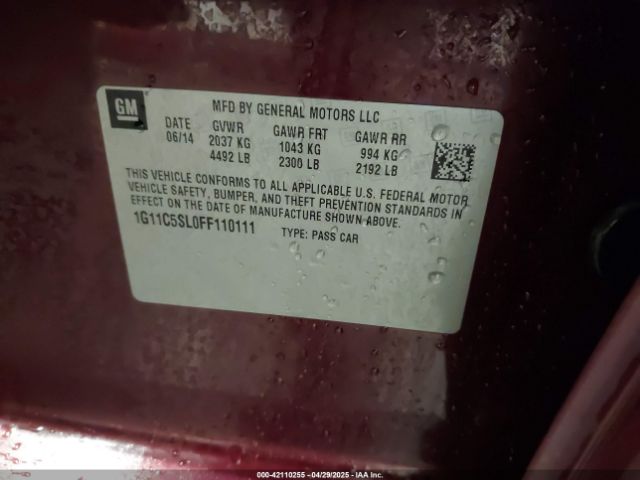 GM
MFD BY GENERAL MOTORS LLC
DATE GVWR GAWR FRT GAWR RR
06/14 2037 KG 1043 KG 994 KG
4492 LB 2300 LB 2192 LB
THIS VEHICLE CONFORMS TO ALL APPLICABLE U.S. FEDERAL MOTOR
VEHICLE SAFETY, BUMPER, AND THEFT PREVENTION STANDARDS IN
EFFECT ON THE DATE OF MANUFACTURE SHOWN ABOVE.
1G11C5SL0FF110111 TYPE: PASS CAR
000-42110255 - 04/29/2025 - IAA Inc.